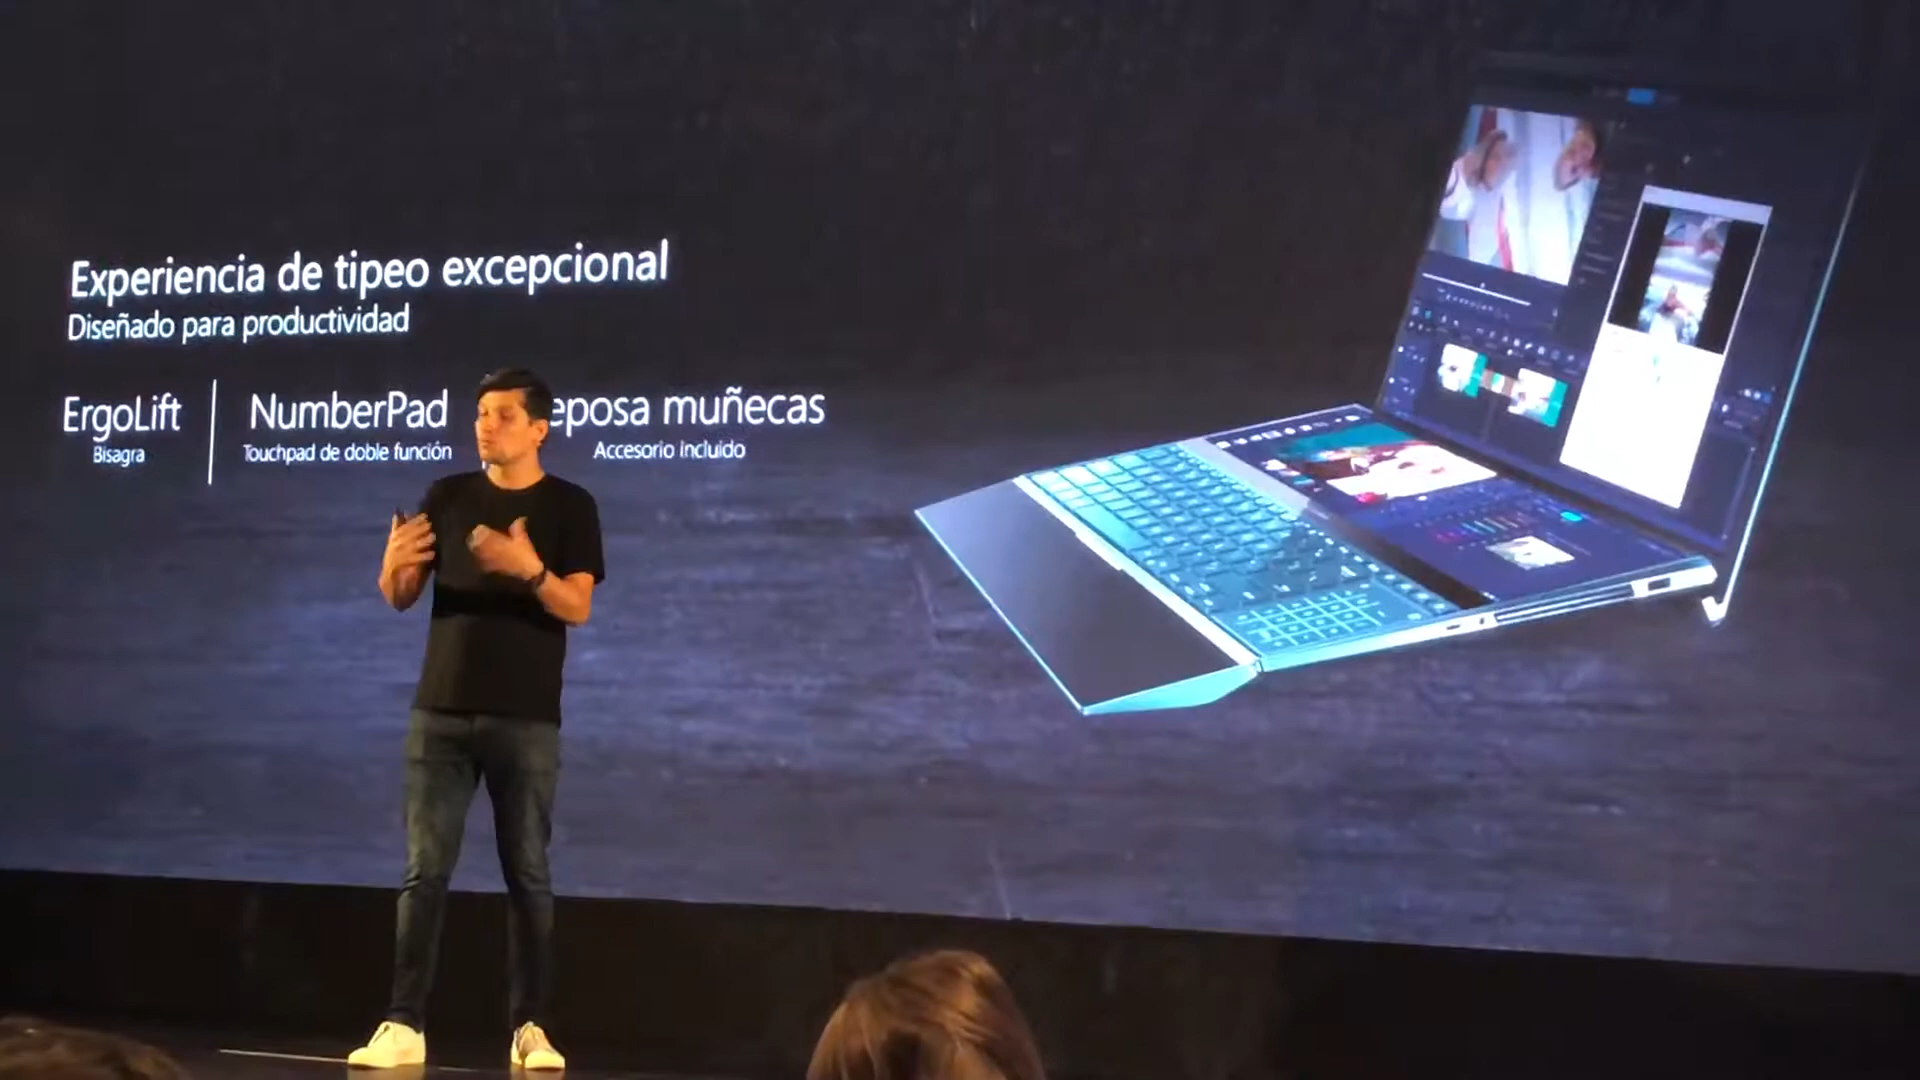 Experiencia de tipeo excepcional
Diseñado para productividad
ErgoLift
Bisagra
NumberPad
Touchpad de doble función
eposa muñecas
Accesorio incluido